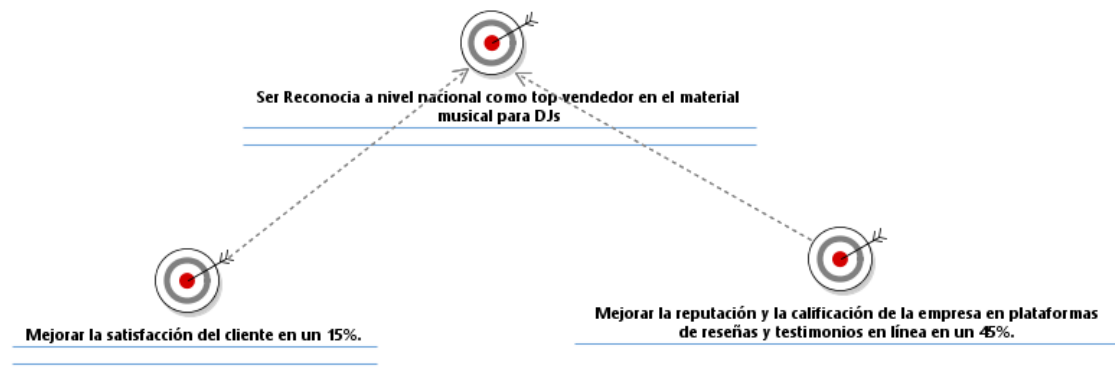 Ser Reconocia a nivel nacional como top vendedor en el material
musical para DJs
Mejorar la satisfacción del cliente en un 15%.
Mejorar la reputación y la calificación de la empresa en plataformas
de reseñas y testimonios en línea en un 45%.